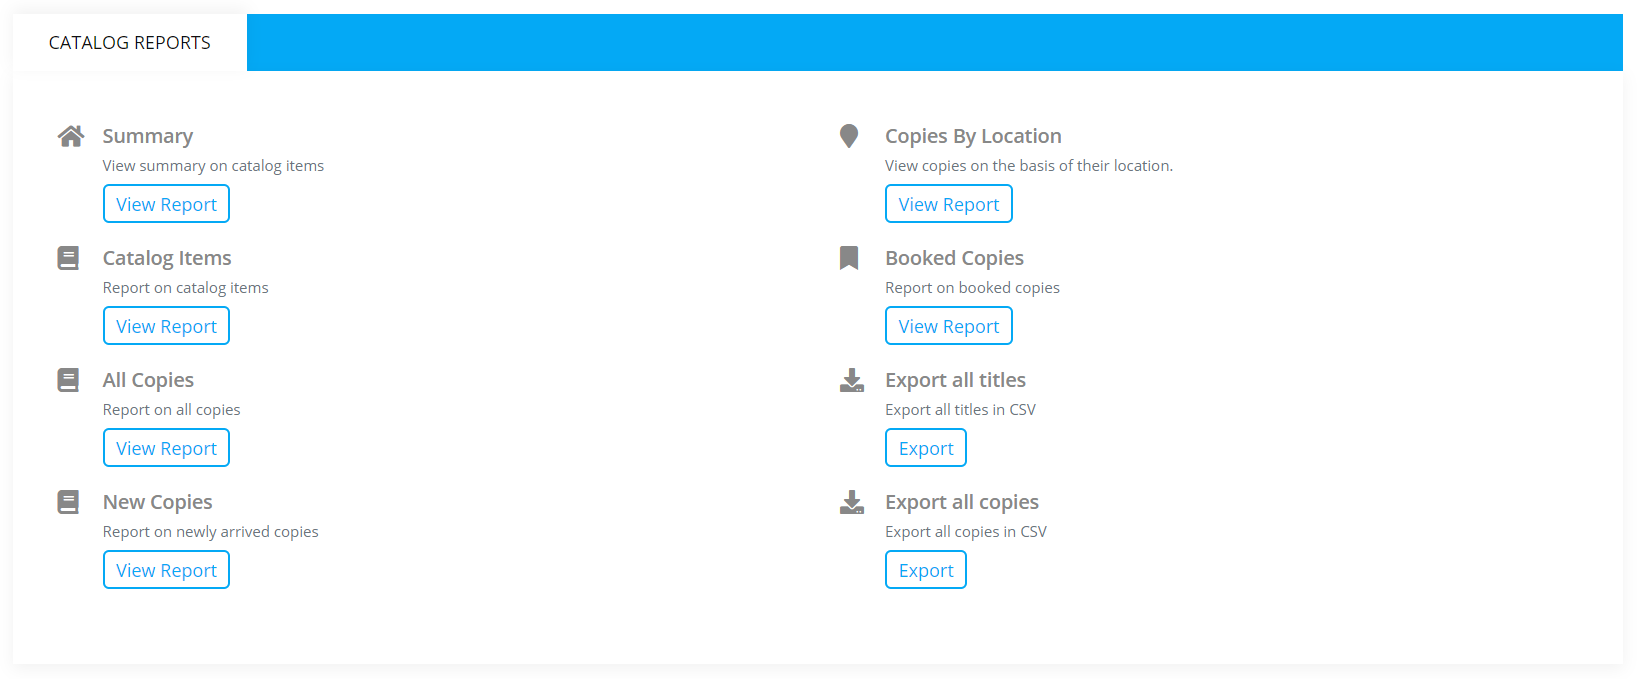 CATALOG REPORTS
Summary
View summary on catalog items
View Report
Catalog Items
Report on catalog items
View Report
All Copies
Report on all copies
View Report
New Copies
Report on newly arrived copies
View Report
Copies By Location
View copies on the basis of their location.
View Report
Booked Copies
Report on booked copies
View Report
Export all titles
Export all titles in CSV
Export
Export all copies
Export all copies in CSV
Export